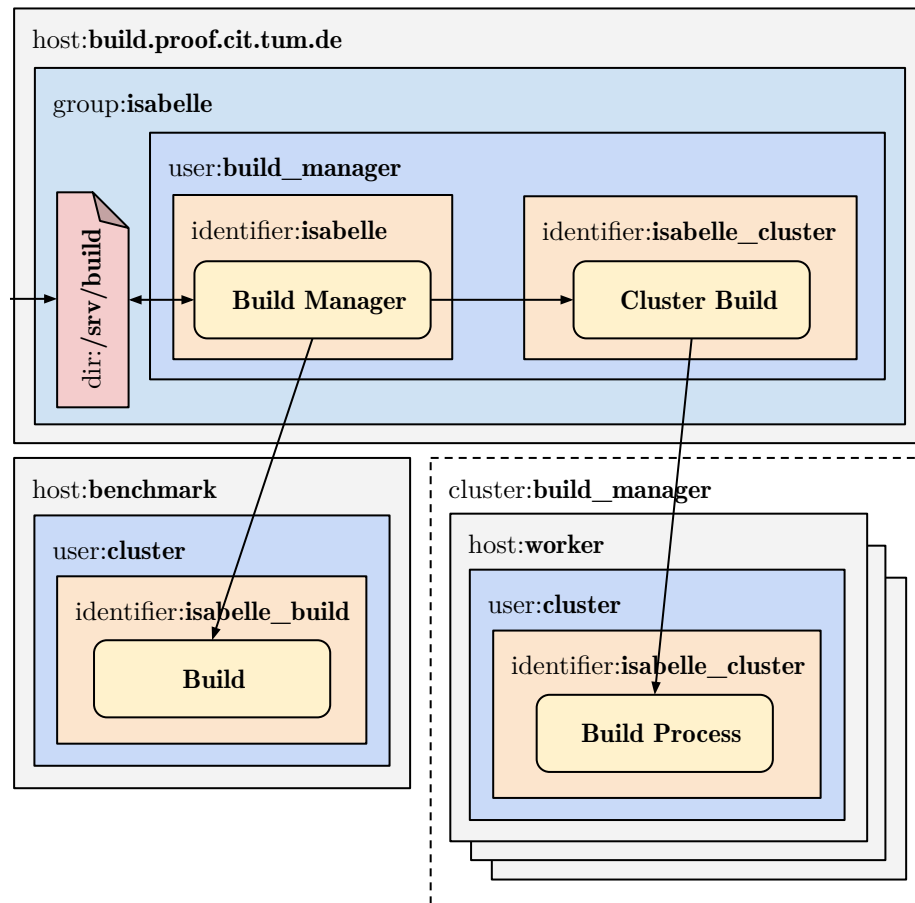 host:build.proof.cit.tum.de
group:isabelle
user:build_manager
identifier:isabelle
identifier:isabelle_cluster
dir:/srv/build
Build Manager
Cluster Build
host:benchmark
user:cluster
identifier:isabelle_build
Build
cluster:build_manager
host:worker
user:cluster
identifier:isabelle_cluster
Build Process